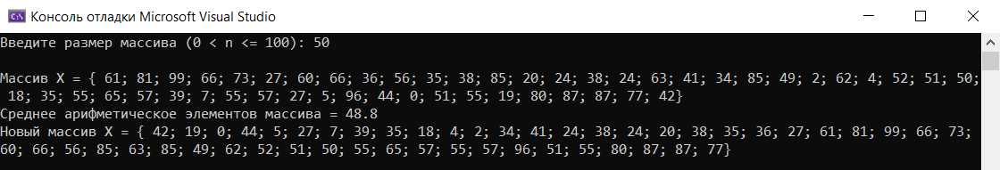 Консоль отладки Microsoft Visual Studio
Введите размер массива (0 < n <= 100): 50
Массив X = { 61; 81; 99; 66; 73; 27; 60; 66; 36; 56; 35; 38; 85; 20; 24; 38; 24; 63; 41; 34; 85; 49; 2; 62; 4; 52; 51; 50;
18; 35; 55; 65; 57; 39; 7; 55; 57; 27; 5; 96; 44; 0; 51; 55; 19; 80; 87; 87; 77; 42}
Среднее арифметическое элементов массива = 48.8
Новый массив X = { 42; 19; 0; 44; 5; 27; 7; 39; 35; 18; 4; 2; 34; 41; 24; 38; 24; 20; 38; 35; 36; 27; 61; 81; 99; 66; 73;
60; 66; 56; 85; 63; 85; 49; 62; 52; 51; 50; 55; 65; 57; 55; 57; 96; 51; 55; 80; 87; 87; 77}